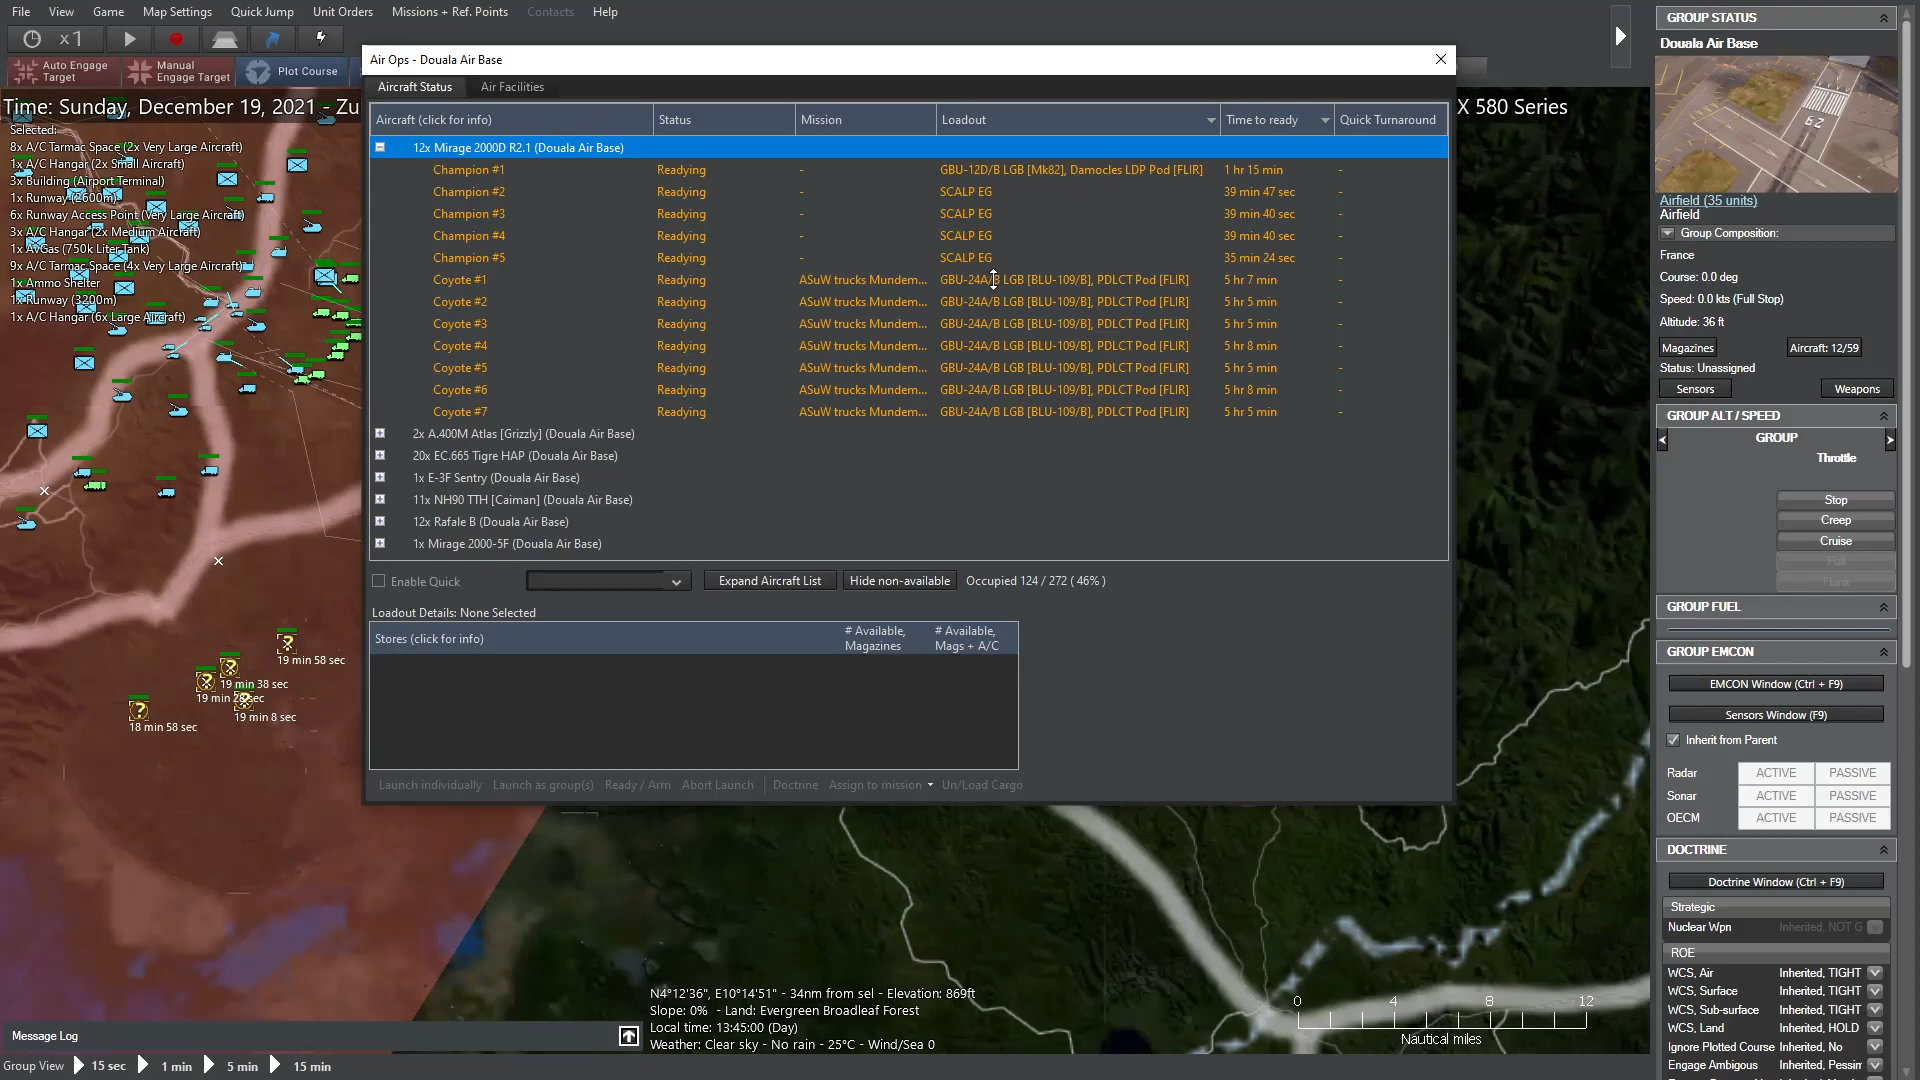 File View Game Map Settings Quick Jump Unit Orders Missions + Ref. Points Contacts Help
x1
Auto Engage
Target
Manual
Engage Target
Plot Course
Time: Sunday, December 19, 2021 - Zu
X 580 Series
Selected:
8x A/C Tarmac Space (2x Very Large Aircraft)
1x A/C Hangar (2x Small Aircraft)
3x Building (Airport Terminal)
1x Runway (2600m)
6x Runway Access Point (Very Large Aircraft)
3x A/C Hangar (2x Medium Aircraft)
1x AvGas (750k Liter Tank)
9x A/C Tarmac Space (4x Very Large Aircraft)
1x Ammo Shelter
1x Runway (3200m)
1x A/C Hangar (6x Large Aircraft)
19 min 58 sec
19 min 38 sec
19 min 8 sec
18 min 58 sec
Air Ops - Douala Air Base
Aircraft Status Air Facilities
Aircraft (click for info) Status Mission Loadout Time to ready Quick Turnaround
12x Mirage 2000D R2.1 (Douala Air Base)
Champion #1 Readying - GBU-12D/B LGB [Mk82], Damocles LDP Pod [FLIR] 1 hr 15 min -
Champion #2 Readying - SCALP EG 39 min 47 sec -
Champion #3 Readying - SCALP EG 39 min 40 sec -
Champion #4 Readying - SCALP EG 39 min 40 sec -
Champion #5 Readying - SCALP EG 35 min 24 sec -
Coyote #1 Readying ASuW trucks Mundem... GBU-24A/B LGB [BLU-109/B], PDLCT Pod [FLIR] 5 hr 7 min -
Coyote #2 Readying ASuW trucks Mundem... GBU-24A/B LGB [BLU-109/B], PDLCT Pod [FLIR] 5 hr 5 min -
Coyote #3 Readying ASuW trucks Mundem... GBU-24A/B LGB [BLU-109/B], PDLCT Pod [FLIR] 5 hr 5 min -
Coyote #4 Readying ASuW trucks Mundem... GBU-24A/B LGB [BLU-109/B], PDLCT Pod [FLIR] 5 hr 8 min -
Coyote #5 Readying ASuW trucks Mundem... GBU-24A/B LGB [BLU-109/B], PDLCT Pod [FLIR] 5 hr 5 min -
Coyote #6 Readying ASuW trucks Mundem... GBU-24A/B LGB [BLU-109/B], PDLCT Pod [FLIR] 5 hr 8 min -
Coyote #7 Readying ASuW trucks Mundem... GBU-24A/B LGB [BLU-109/B], PDLCT Pod [FLIR] 5 hr 5 min -
2x A.400M Atlas [Grizzly] (Douala Air Base)
20x EC.665 Tigre HAP (Douala Air Base)
1x E-3F Sentry (Douala Air Base)
11x NH90 TTH [Caiman] (Douala Air Base)
12x Rafale B (Douala Air Base)
1x Mirage 2000-5F (Douala Air Base)
Enable Quick Expand Aircraft List Hide non-available Occupied 124 / 272 ( 46% )
Loadout Details: None Selected
Stores (click for info) # Available, Magazines # Available, Mags + A/C
Launch individually Launch as group(s) Ready / Arm Abort Launch Doctrine Assign to mission Un/Load Cargo
N4°12'36", E10°14'51" - 34nm from sel - Elevation: 869ft
Slope: 0% - Land: Evergreen Broadleaf Forest
Local time: 13:45:00 (Day)
Weather: Clear sky - No rain - 25°C - Wind/Sea 0
0 4 8 12
Nautical miles
Message Log
Group View 15 sec 1 min 5 min 15 min
GROUP STATUS
Douala Air Base
29
Airfield (35 units)
Airfield
Group Composition:
France
Course: 0.0 deg
Speed: 0.0 kts (Full Stop)
Altitude: 36 ft
Magazines Aircraft: 12/59
Status: Unassigned
Sensors Weapons
GROUP ALT / SPEED
GROUP
Throttle
Stop
Creep
Cruise
Full
Flank
GROUP FUEL
GROUP EMCON
EMCON Window (Ctrl + F9)
Sensors Window (F9)
Inherit from Parent
Radar ACTIVE PASSIVE
Sonar ACTIVE PASSIVE
OECM ACTIVE PASSIVE
DOCTRINE
Doctrine Window (Ctrl + F9)
Strategic
Nuclear Wpn Inherited, NOT G
ROE
WCS, Air Inherited, TIGHT
WCS, Surface Inherited, TIGHT
WCS, Sub-surface Inherited, TIGHT
WCS, Land Inherited, HOLD
Ignore Plotted Course Inherited, No
Engage Ambiguous Inherited, Pessim